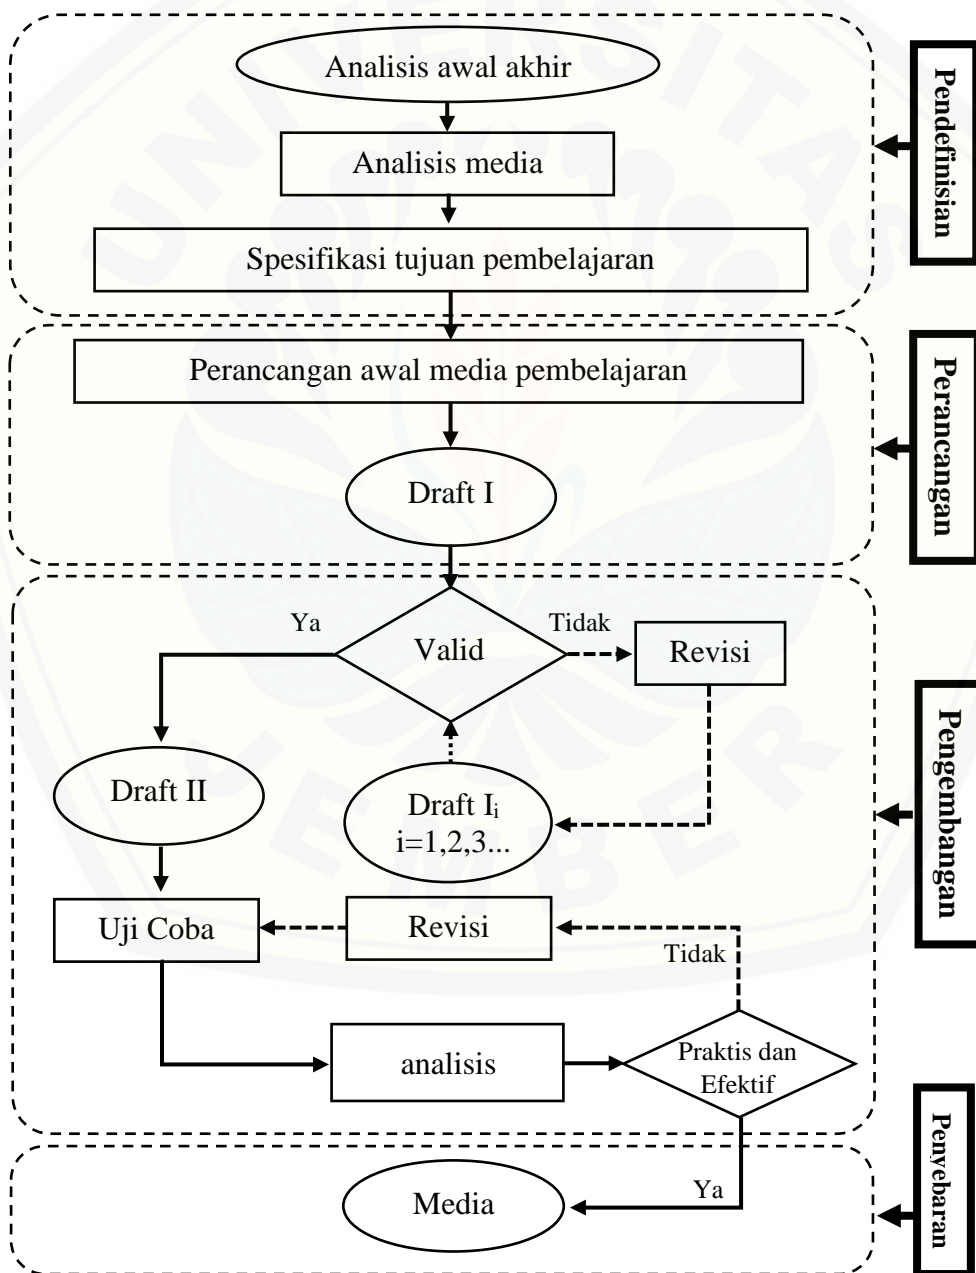 Analisis awal akhir
Pendefinisian
Analisis media
Spesifikasi tujuan pembelajaran
Perancangan awal media pembelajaran
Perancangan
Draft I
Ya
Valid
Tidak
Revisi
Pengembangan
Draft II
Draft Iᵢ
i=1,2,3...
Uji Coba
Revisi
Tidak
analisis
Praktis dan
Efektif
Penyebaran
Ya
Media
UNIVERSITAS
JEMBER